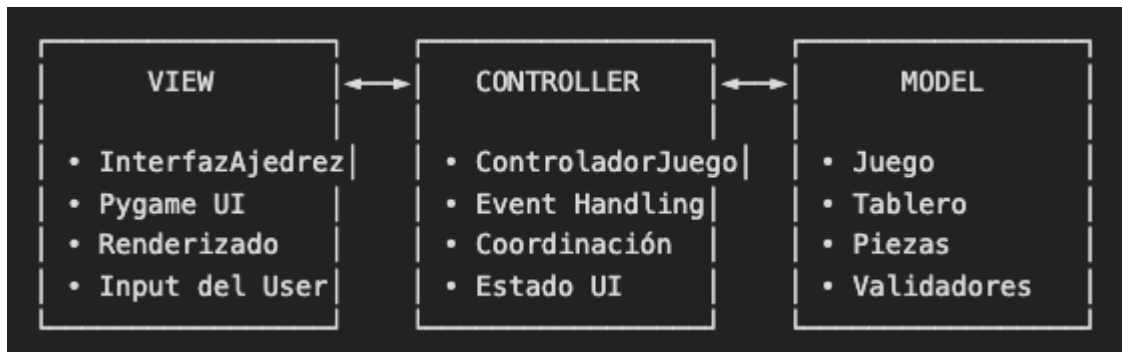 VIEW
• InterfazAjedrez
• Pygame UI
• Renderizado
• Input del User
CONTROLLER
• ControladorJuego
• Event Handling
• Coordinación
• Estado UI
MODEL
• Juego
• Tablero
• Piezas
• Validadores